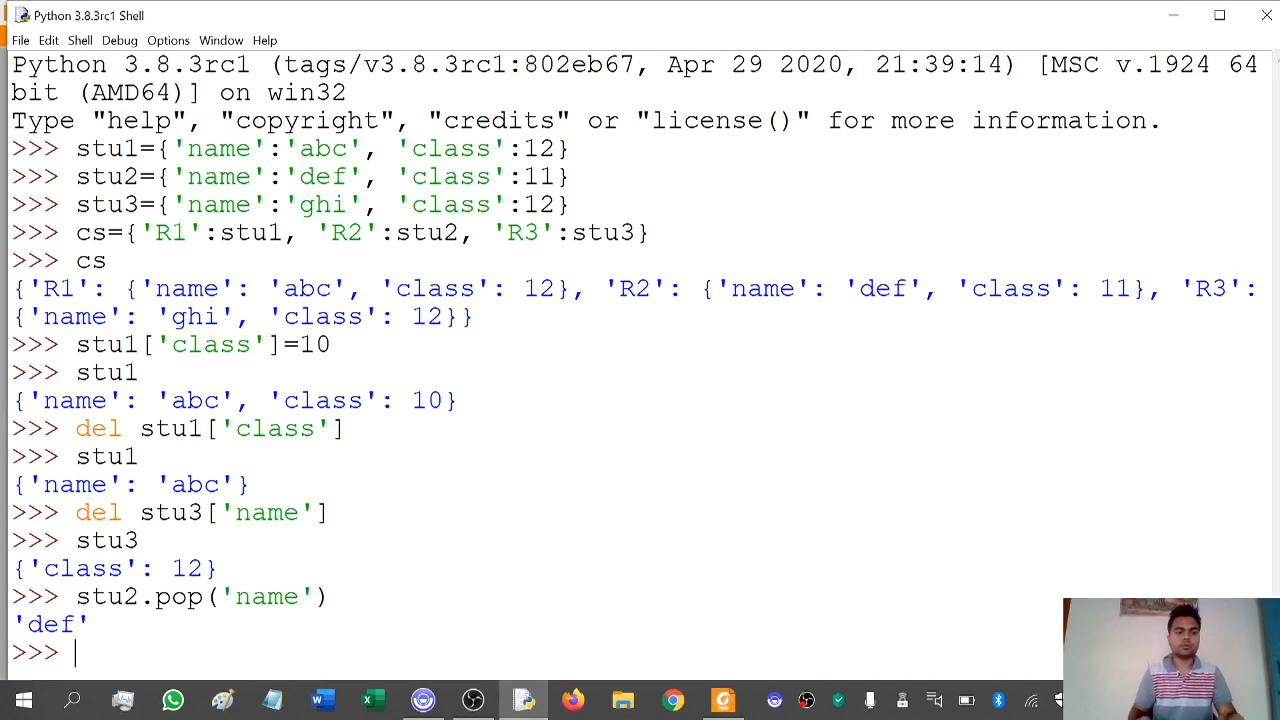 Python 3.8.3rc1 Shell
File Edit Shell Debug Options Window Help
Python 3.8.3rc1 (tags/v3.8.3rc1:802eb67, Apr 29 2020, 21:39:14) [MSC v.1924 64
bit (AMD64)] on win32
Type "help", "copyright", "credits" or "license()" for more information.
>>> stu1={'name':'abc', 'class':12}
>>> stu2={'name':'def', 'class':11}
>>> stu3={'name':'ghi', 'class':12}
>>> cs={'R1':stu1, 'R2':stu2, 'R3':stu3}
>>> cs
{'R1': {'name': 'abc', 'class': 12}, 'R2': {'name': 'def', 'class': 11}, 'R3':
{'name': 'ghi', 'class': 12}}
>>> stu1['class']=10
>>> stu1
{'name': 'abc', 'class': 10}
>>> del stu1['class']
>>> stu1
{'name': 'abc'}
>>> del stu3['name']
>>> stu3
{'class': 12}
>>> stu2.pop('name')
'def'
>>>